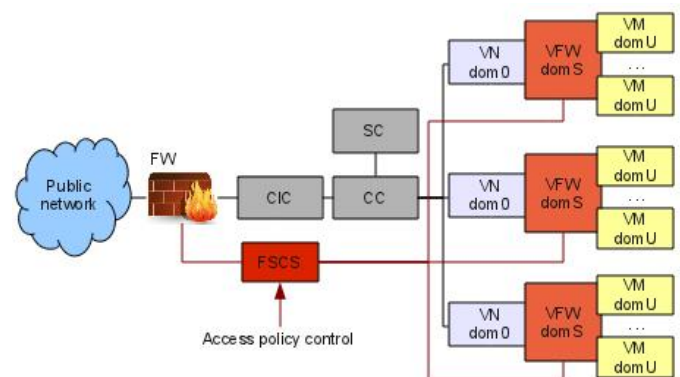 Public
network
FW
CIC
SC
CC
FSCS
Access policy control
VN
dom 0
VFW
dom S
VM
dom U
...
VM
dom U
VN
dom 0
VFW
dom S
VM
dom U
...
VM
dom U
VN
dom 0
VFW
dom S
VM
dom U
...
VM
dom U